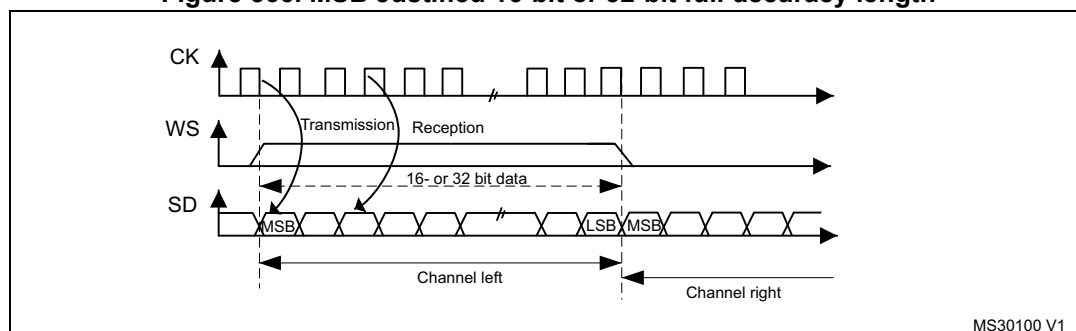 Figure MSB Justified 16-bit or 32-bit full-accuracy length
CK
WS
Transmission
Reception
16- or 32 bit data
SD
MSB
LSB
MSB
Channel left
Channel right
MS30100 V1